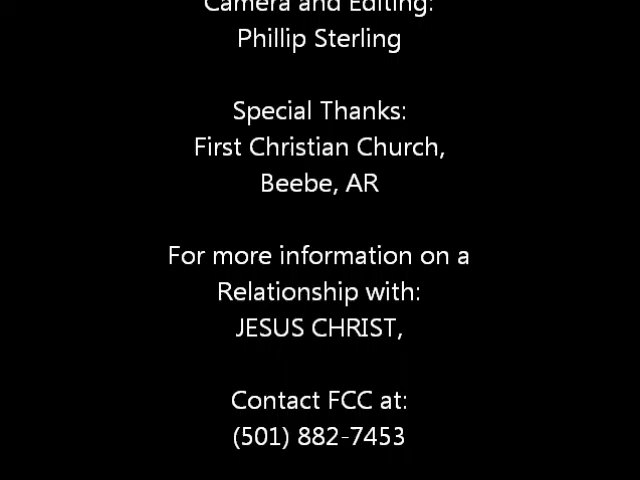 Camera and Editing:
Phillip Sterling
Special Thanks:
First Christian Church,
Beebe, AR
For more information on a
Relationship with:
JESUS CHRIST,
Contact FCC at:
(501) 882-7453